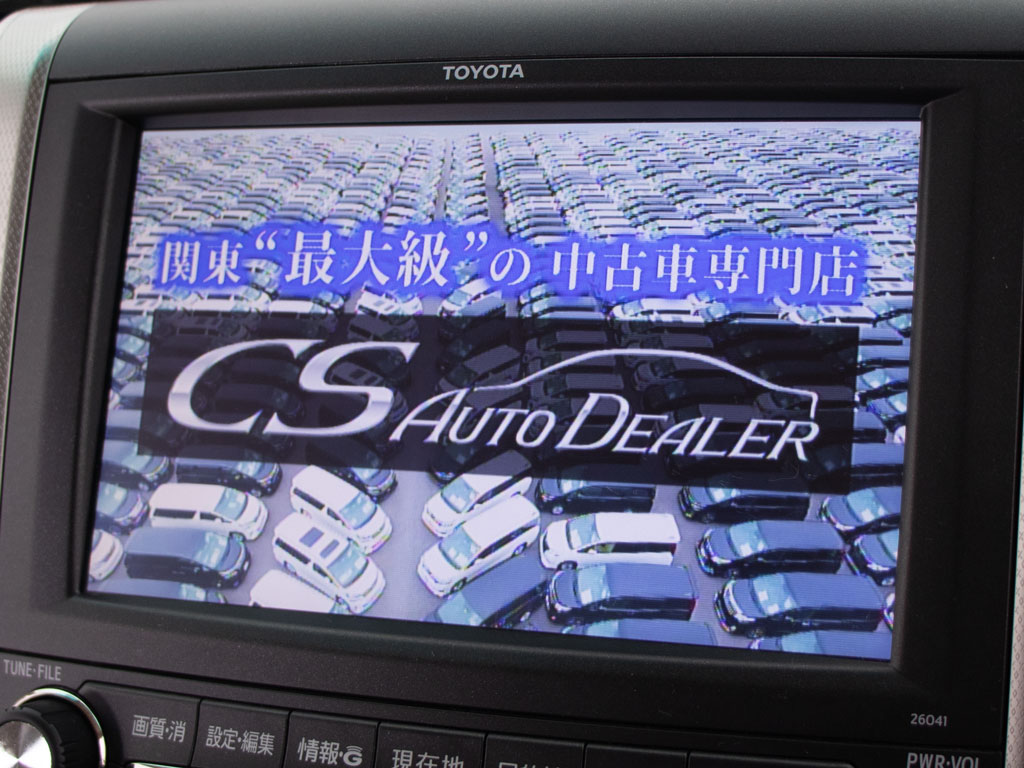 TOYOTA
関東“最大級”の 中古車専門店
CS AUTO DEALER
26041
TUNE・FILE
PWR・VOL
画質・消
設定・編集
情報・G
現在地